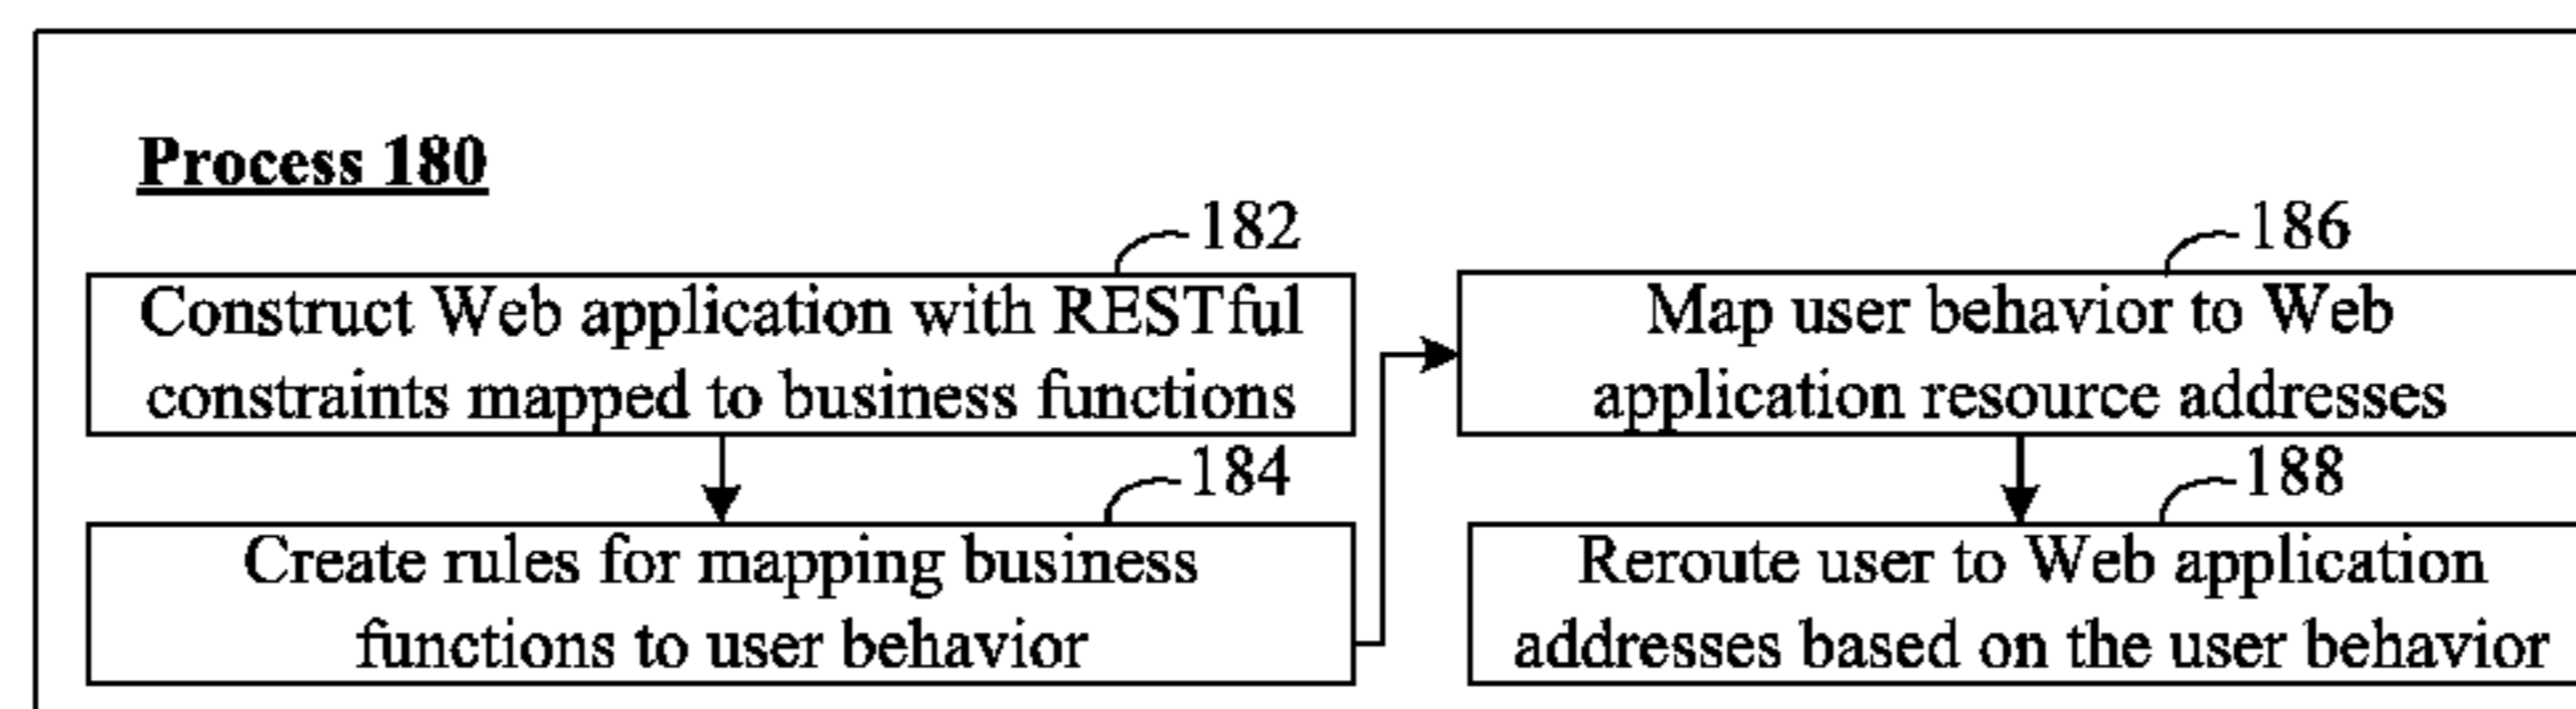 Process 180
182
Construct Web application with RESTful
constraints mapped to business functions
184
Create rules for mapping business
functions to user behavior
186
Map user behavior to Web
application resource addresses
188
Reroute user to Web application
addresses based on the user behavior